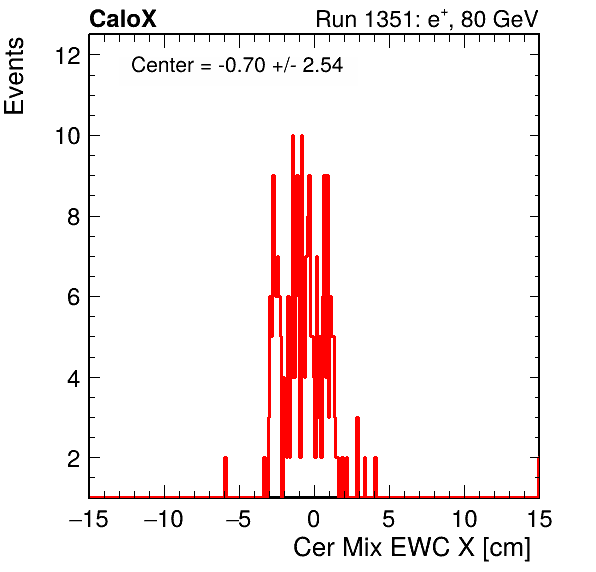 CaloX
Run 1351: e+, 80 GeV
Center = -0.70 +/- 2.54
Events
12
10
8
6
4
2
−15 −10 −5 0 5 10 15
Cer Mix EWC X [cm]